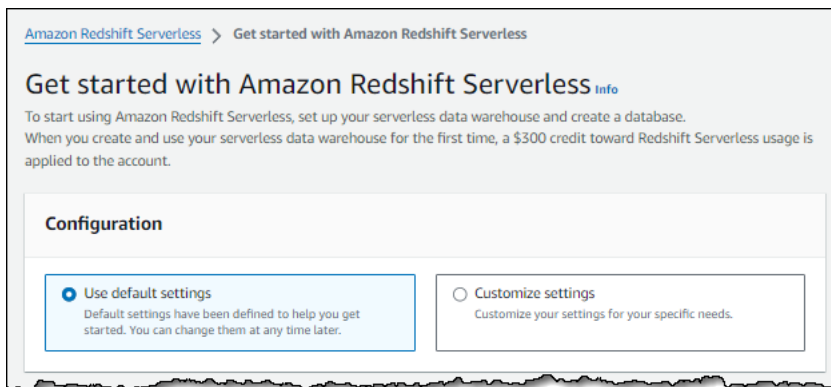 Amazon Redshift Serverless > Get started with Amazon Redshift Serverless
Get started with Amazon Redshift Serverless Info
To start using Amazon Redshift Serverless, set up your serverless data warehouse and create a database.
When you create and use your serverless data warehouse for the first time, a $300 credit toward Redshift Serverless usage is
applied to the account.
Configuration
Use default settings
Default settings have been defined to help you get
started. You can change them at any time later.
Customize settings
Customize your settings for your specific needs.